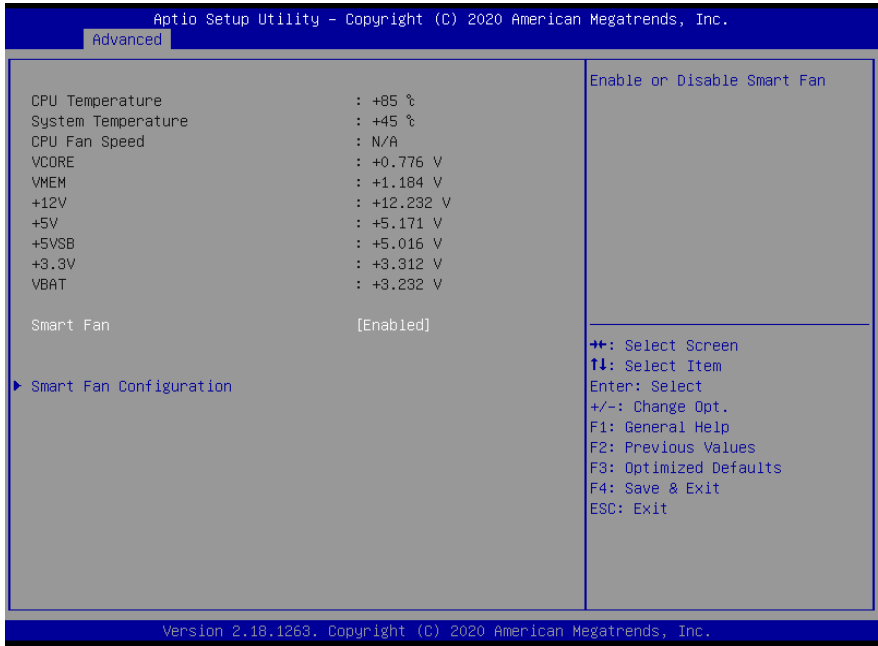 Aptio Setup Utility – Copyright (C) 2020 American Megatrends, Inc.
Advanced
CPU Temperature : +85 ℃
System Temperature : +45 ℃
CPU Fan Speed : N/A
VCORE : +0.776 V
VMEM : +1.184 V
+12V : +12.232 V
+5V : +5.171 V
+5VSB : +5.016 V
+3.3V : +3.312 V
VBAT : +3.232 V
Smart Fan [Enabled]
Smart Fan Configuration
Enable or Disable Smart Fan
→←: Select Screen
↑↓: Select Item
Enter: Select
+/-: Change Opt.
F1: General Help
F2: Previous Values
F3: Optimized Defaults
F4: Save & Exit
ESC: Exit
Version 2.18.1263. Copyright (C) 2020 American Megatrends, Inc.